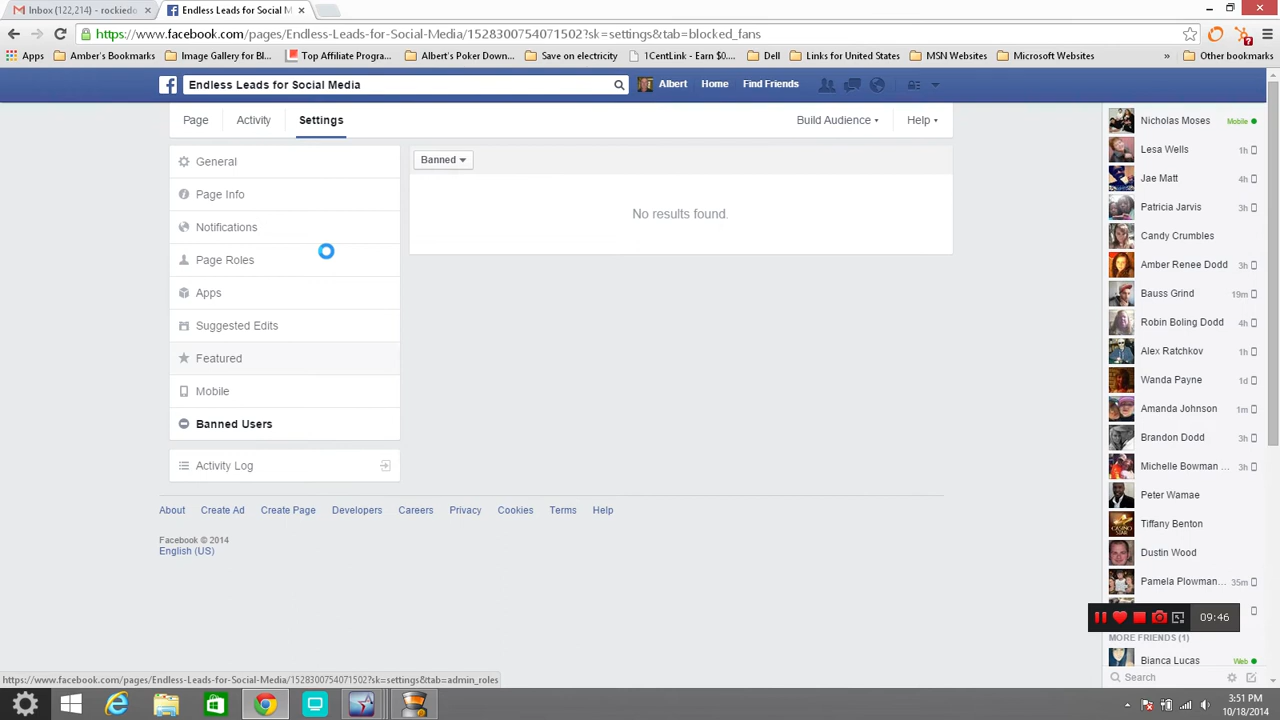 Inbox (122,214) - rockiedo
Endless Leads for Social M
https://www.facebook.com/pages/Endless-Leads-for-Social-Media/1528300754071502?sk=settings&tab=blocked_fans
Apps
Amber's Bookmarks
Image Gallery for Bl...
Top Affiliate Progra...
Albert's Poker Down...
Save on electricity
1CentLink - Earn $0....
Dell
Links for United States
MSN Websites
Microsoft Websites
Other bookmarks
Endless Leads for Social Media
Albert
Home
Find Friends
Page
Activity
Settings
Build Audience
Help
General
Page Info
Notifications
Page Roles
Apps
Suggested Edits
Featured
Mobile
Banned Users
Activity Log
Banned
No results found.
About
Create Ad
Create Page
Developers
Careers
Privacy
Cookies
Terms
Help
Facebook © 2014
English (US)
Nicholas Moses Mobile
Lesa Wells 1h
Jae Matt 4h
Patricia Jarvis 3h
Candy Crumbles
Amber Renee Dodd 3h
Bauss Grind 19m
Robin Boling Dodd 4h
Alex Ratchkov 1h
Wanda Payne 1d
Amanda Johnson 1m
Brandon Dodd 3h
Michelle Bowman ... 3h
Peter Wamae
Tiffany Benton
Dustin Wood
Pamela Plowman... 35m
09:46
MORE FRIENDS (1)
Bianca Lucas Web
Search
https://www.facebook.com/pages/Endless-Leads-for-Social-Media/1528300754071502?sk=settings&tab=admin_roles
3:51 PM
10/18/2014